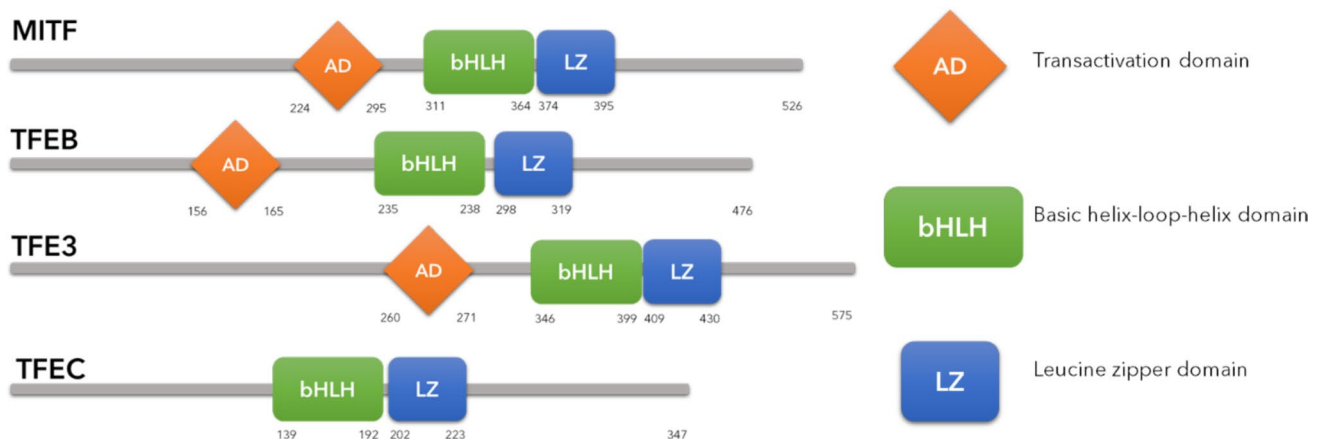 MITF
AD bHLH LZ
224 295 311 364 374 395 526
TFEB
AD bHLH LZ
156 165 235 238 298 319 476
TFE3
AD bHLH LZ
260 271 346 399 409 430 575
TFEC
bHLH LZ
139 192 202 223 347
AD Transactivation domain
bHLH Basic helix-loop-helix domain
LZ Leucine zipper domain